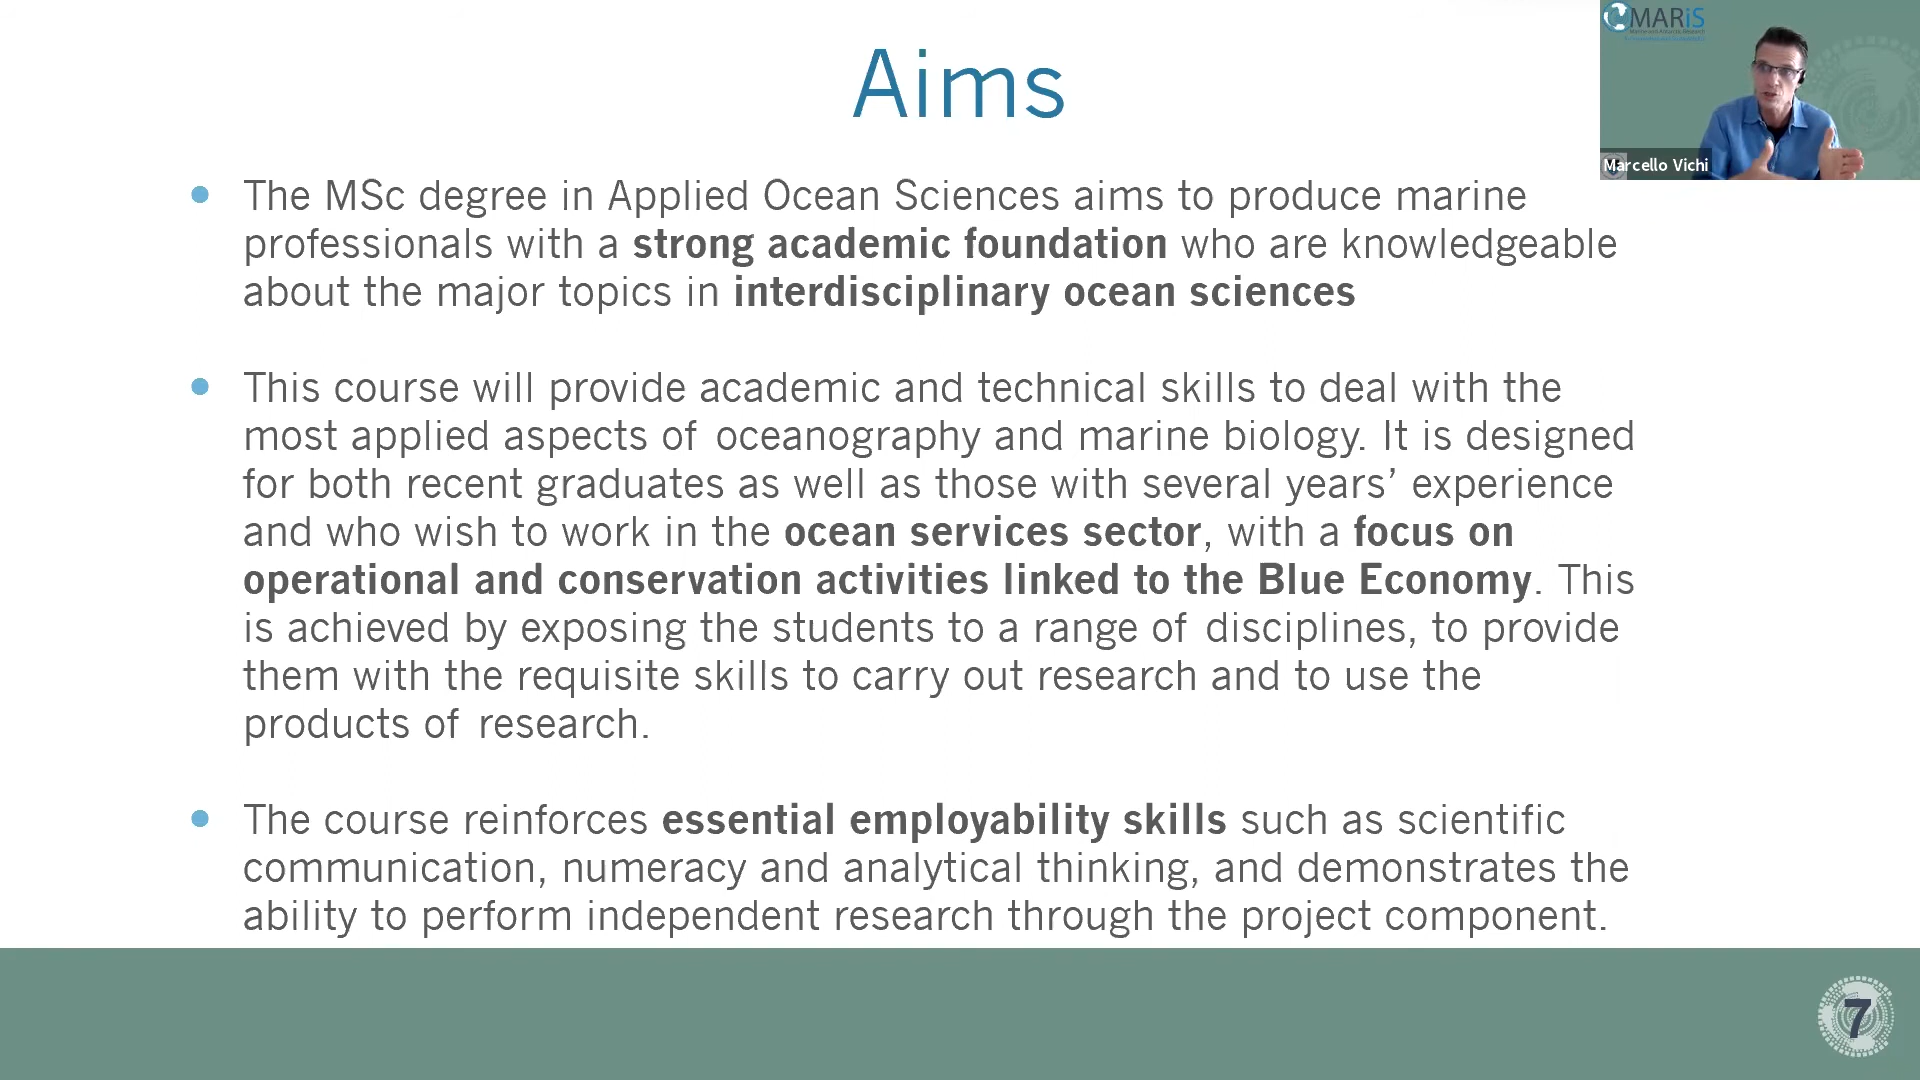 Aims
MARiS
Marcello Vichi
The MSc degree in Applied Ocean Sciences aims to produce marine
professionals with a strong academic foundation who are knowledgeable
about the major topics in interdisciplinary ocean sciences
This course will provide academic and technical skills to deal with the
most applied aspects of oceanography and marine biology. It is designed
for both recent graduates as well as those with several years’ experience
and who wish to work in the ocean services sector, with a focus on
operational and conservation activities linked to the Blue Economy. This
is achieved by exposing the students to a range of disciplines, to provide
them with the requisite skills to carry out research and to use the
products of research.
The course reinforces essential employability skills such as scientific
communication, numeracy and analytical thinking, and demonstrates the
ability to perform independent research through the project component.
7